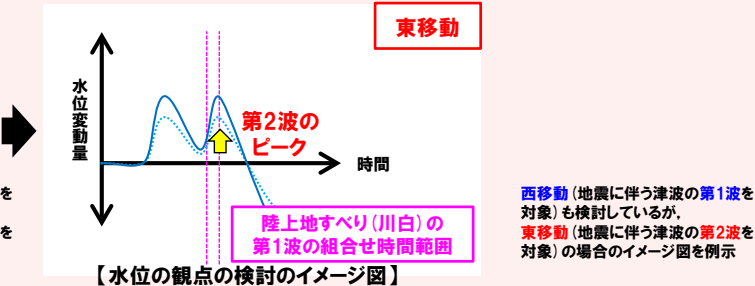 東移動
水位変動量
第2波の
ピーク
時間
陸上地すべり(川白)の
第1波の組合せ時間範囲
【水位の観点の検討のイメージ図】
を
を
西移動(地震に伴う津波の第1波を
対象)も検討しているが,
東移動(地震に伴う津波の第2波を
対象)の場合のイメージ図を例示